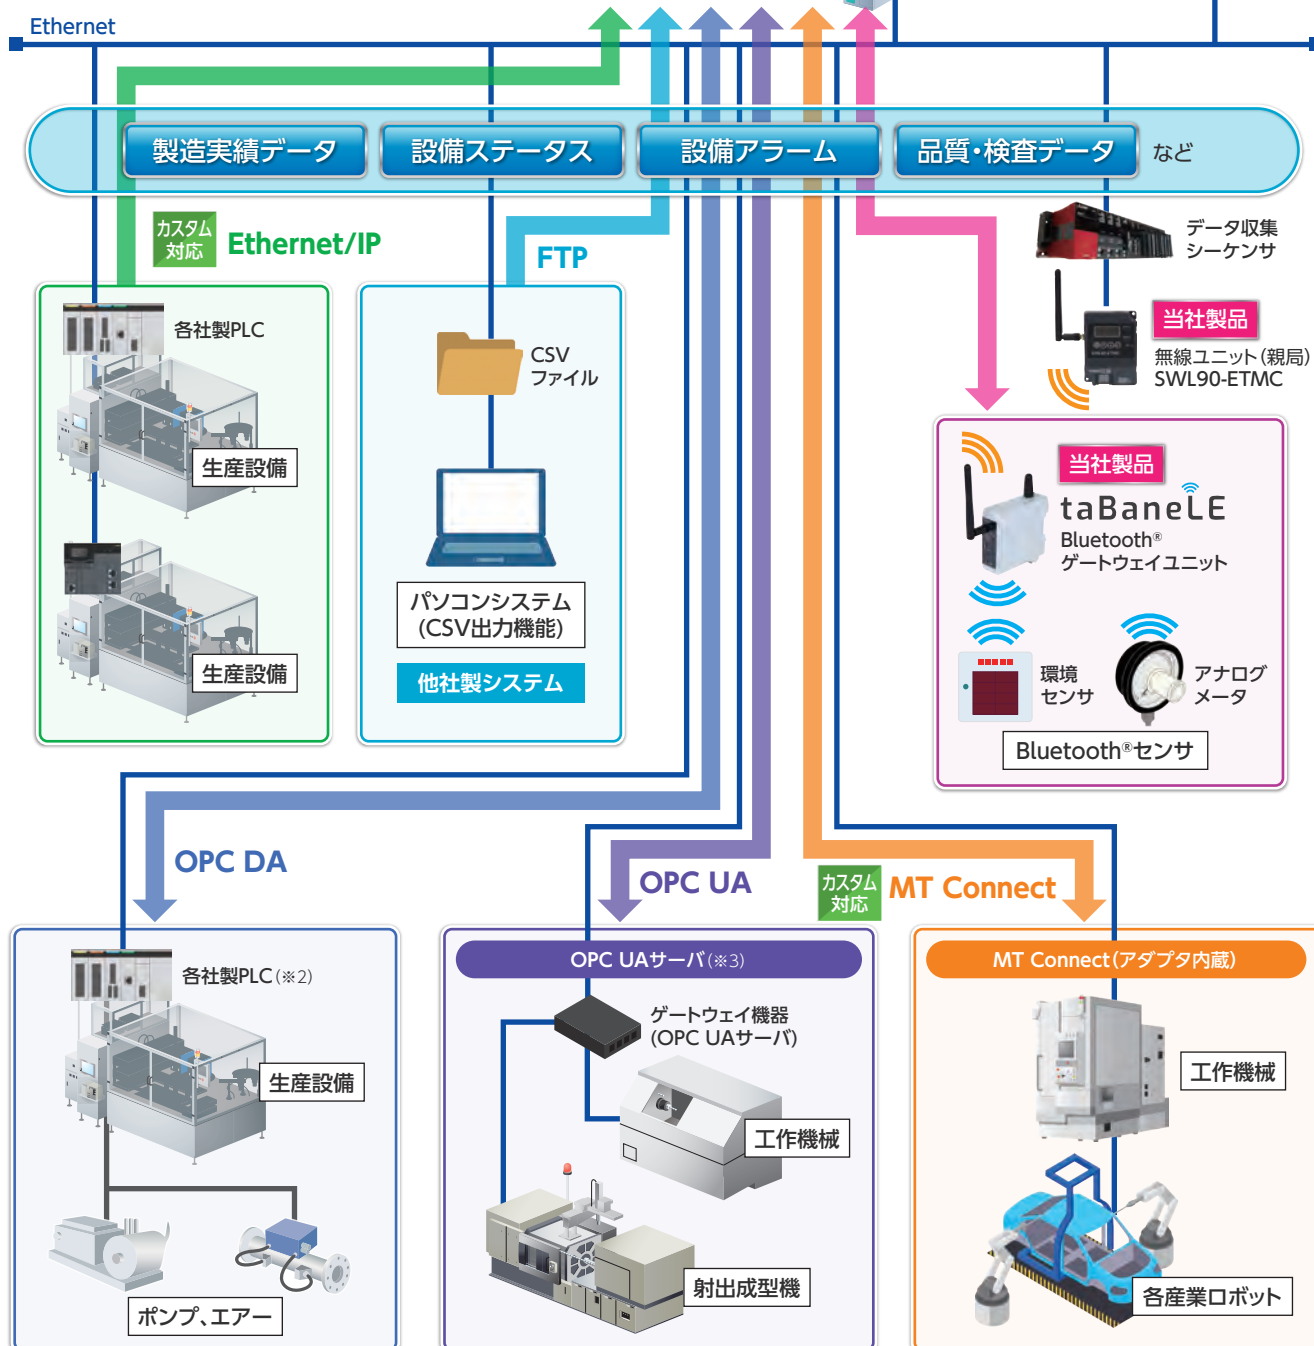 Ethernet
製造実績データ
設備ステータス
設備アラーム
品質・検査データ
など
カスタム
対応
Ethernet/IP
FTP
データ収集
シーケンサ
当社製品
無線ユニット(親局)
SWL90-ETMC
各社製PLC
生産設備
生産設備
CSV
ファイル
パソコンシステム
(CSV出力機能)
他社製システム
当社製品
taBaneLE
Bluetooth®
ゲートウェイユニット
環境
センサ
アナログ
メータ
Bluetooth®センサ
OPC DA
OPC UA
カスタム
対応
MT Connect
各社製PLC(※2)
生産設備
ポンプ、エアー
OPC UAサーバ(※3)
ゲートウェイ機器
(OPC UAサーバ)
工作機械
射出成型機
MT Connect(アダプタ内蔵)
工作機械
各産業ロボット